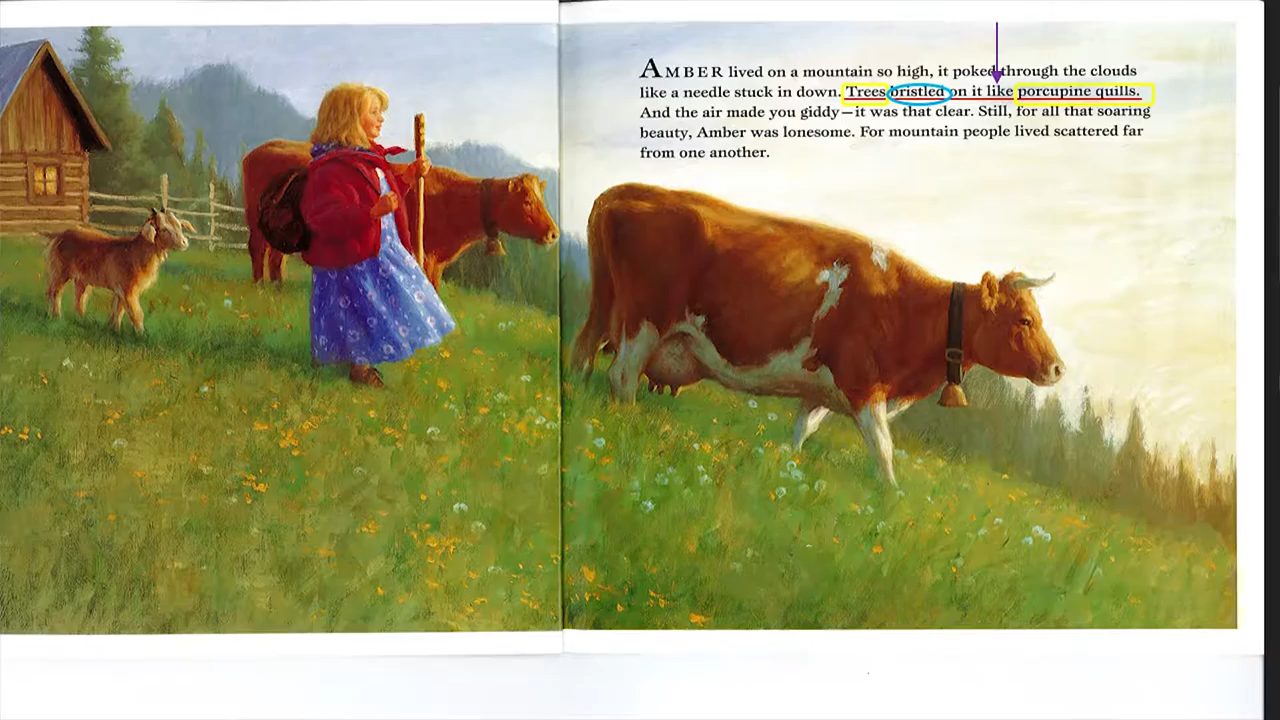 AMBER lived on a mountain so high, it poked through the clouds
like a needle stuck in down. Trees bristled on it like porcupine quills.
And the air made you giddy—it was that clear. Still, for all that soaring
beauty, Amber was lonesome. For mountain people lived scattered far
from one another.